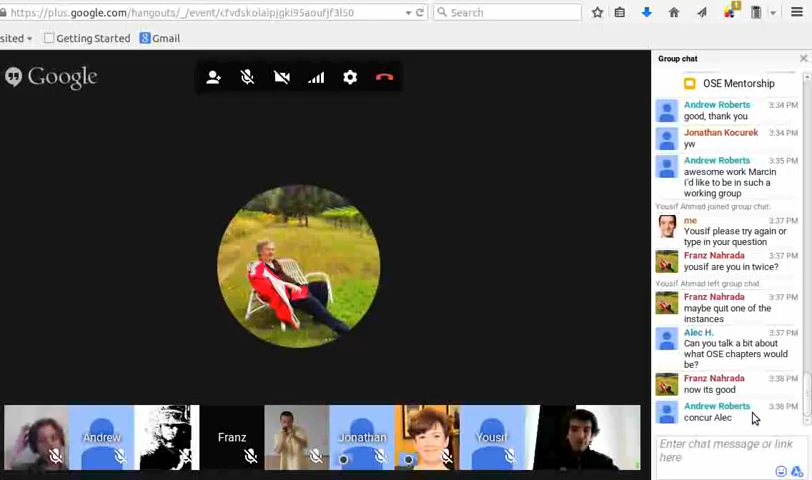 https://plus.google.com/hangouts/_/event/cfvdskolaipjgki95aoufjf3l50
Search
sited
Getting Started
Gmail
Google
Group chat
OSE Mentorship
Andrew Roberts 3:34 PM
good, thank you
Jonathan Kocurek 3:34 PM
yw
Andrew Roberts 3:35 PM
awesome work Marcin
I'd like to be in such a
working group
Yousif Ahmad joined group chat.
me 3:37 PM
Yousif please try again or
type in your question
Franz Nahrada 3:37 PM
yousif are you in twice?
Yousif Ahmad left group chat.
Franz Nahrada 3:37 PM
maybe quit one of the
instances
Alec H. 3:37 PM
Can you talk a bit about
what OSE chapters would
be?
Franz Nahrada 3:38 PM
now its good
Andrew Roberts 3:38 PM
concur Alec
Enter chat message or link
here
Andrew
Franz
Jonathan
Yousif